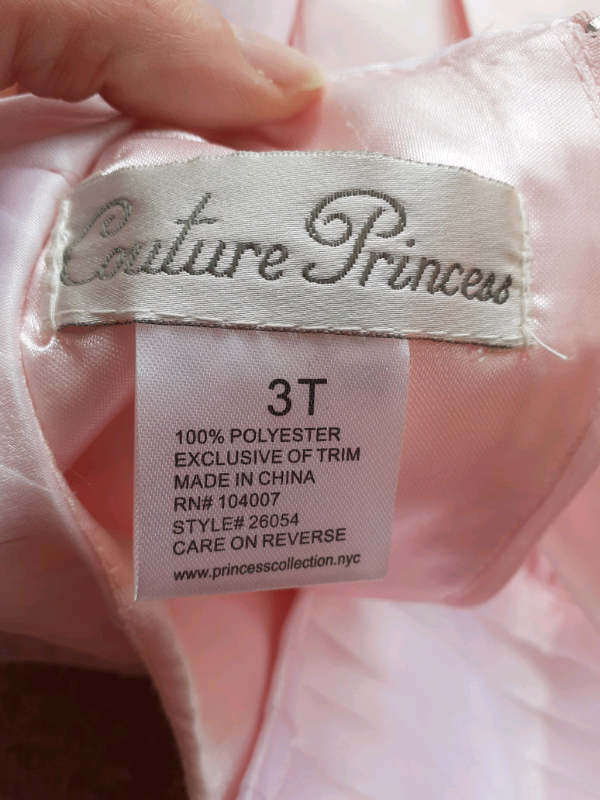 Couture Princess
3T
100% POLYESTER
EXCLUSIVE OF TRIM
MADE IN CHINA
RN# 104007
STYLE# 26054
CARE ON REVERSE
www.princesscollection.nyc